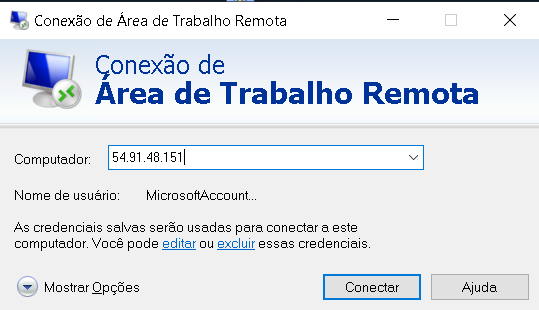 Conexão de Área de Trabalho Remota
Conexão de
Área de Trabalho Remota
Computador: 54.91.48.151
Nome de usuário: MicrosoftAccount...
As credenciais salvas serão usadas para conectar a este
computador. Você pode editar ou excluir essas credenciais.
Mostrar Opções Conectar Ajuda